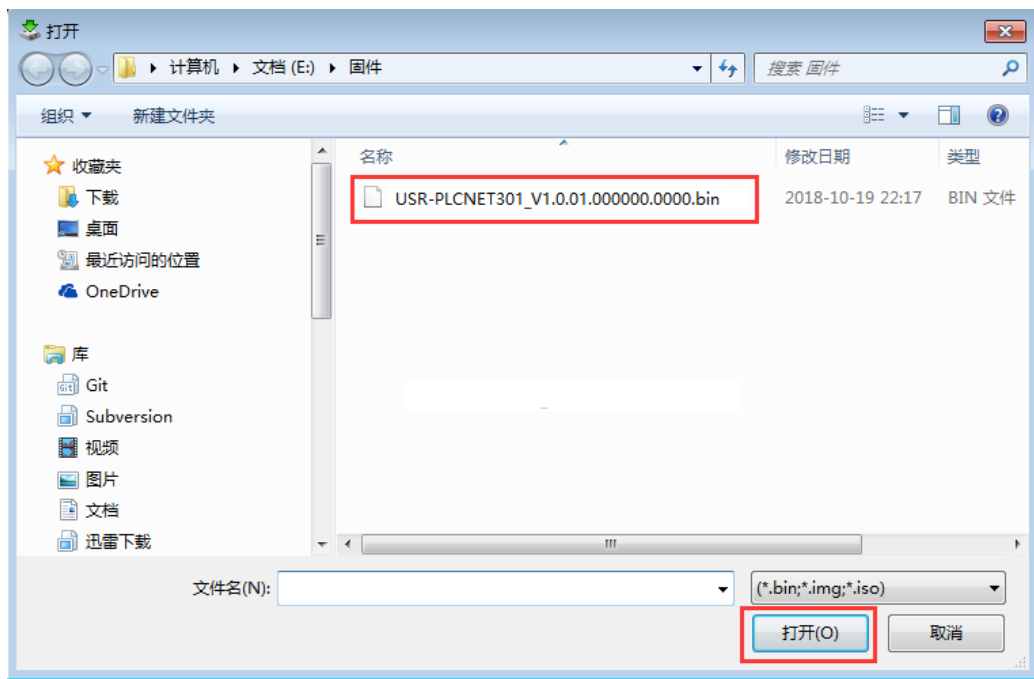 打开
计算机 文档 (E:) 固件
搜索 固件
组织 新建文件夹
名称 修改日期 类型
收藏夹
USR-PLCNET301_V1.0.01.000000.0000.bin 2018-10-19 22:17 BIN 文件
下载
桌面
最近访问的位置
OneDrive
库
Git
Subversion
视频
图片
文档
迅雷下载
文件名(N): (*.bin;*.img;*.iso)
打开(O) 取消